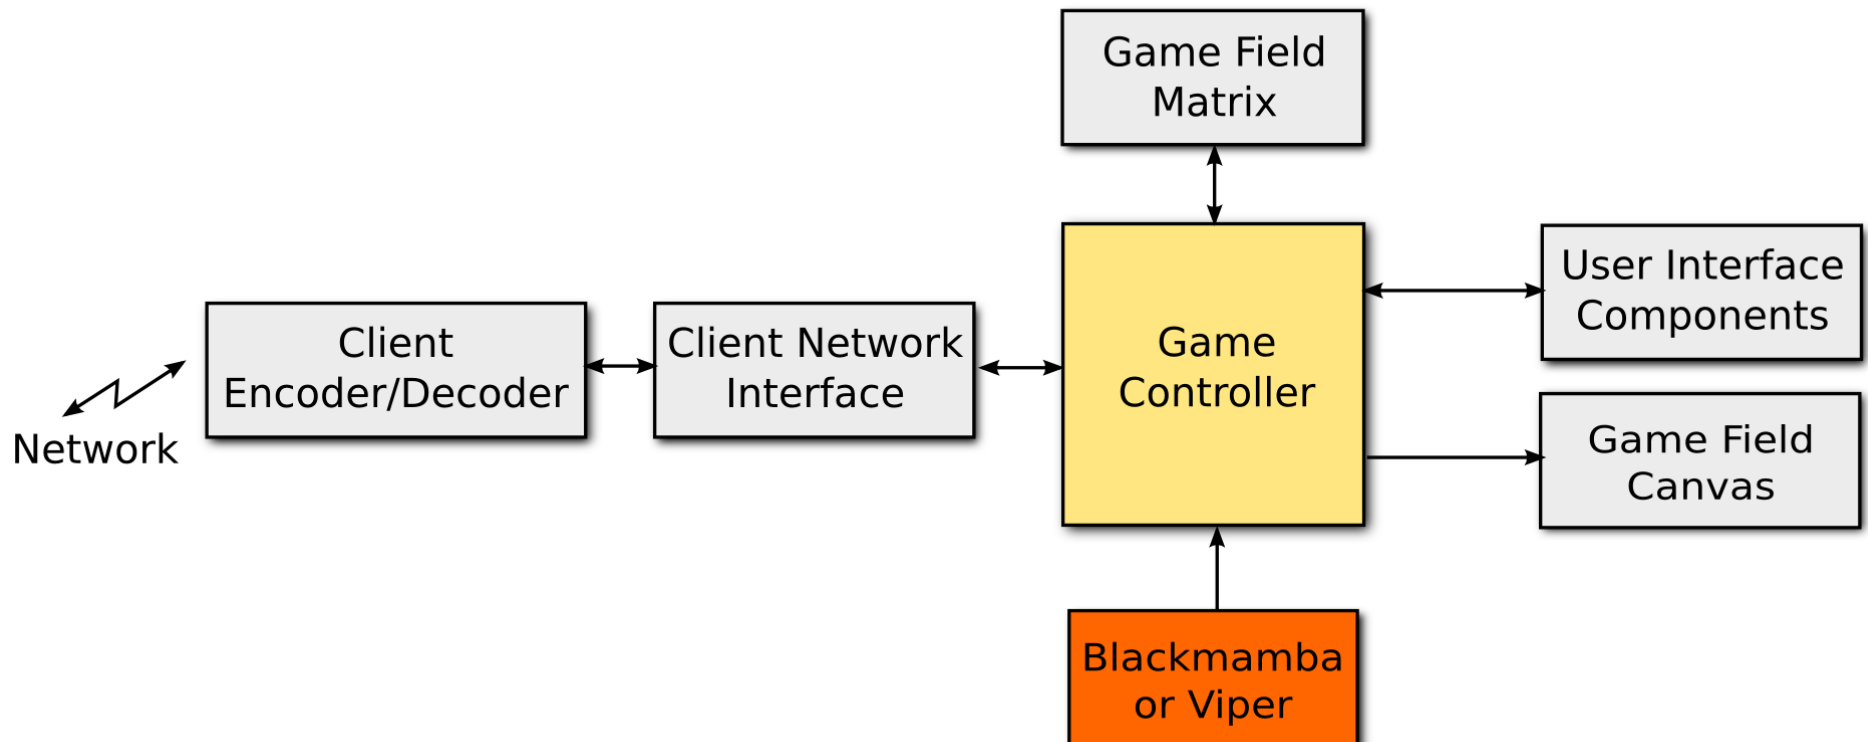 Game Field
Matrix
User Interface
Components
Client
Encoder/Decoder
Client Network
Interface
Game
Controller
Network
Game Field
Canvas
Blackmamba
or Viper